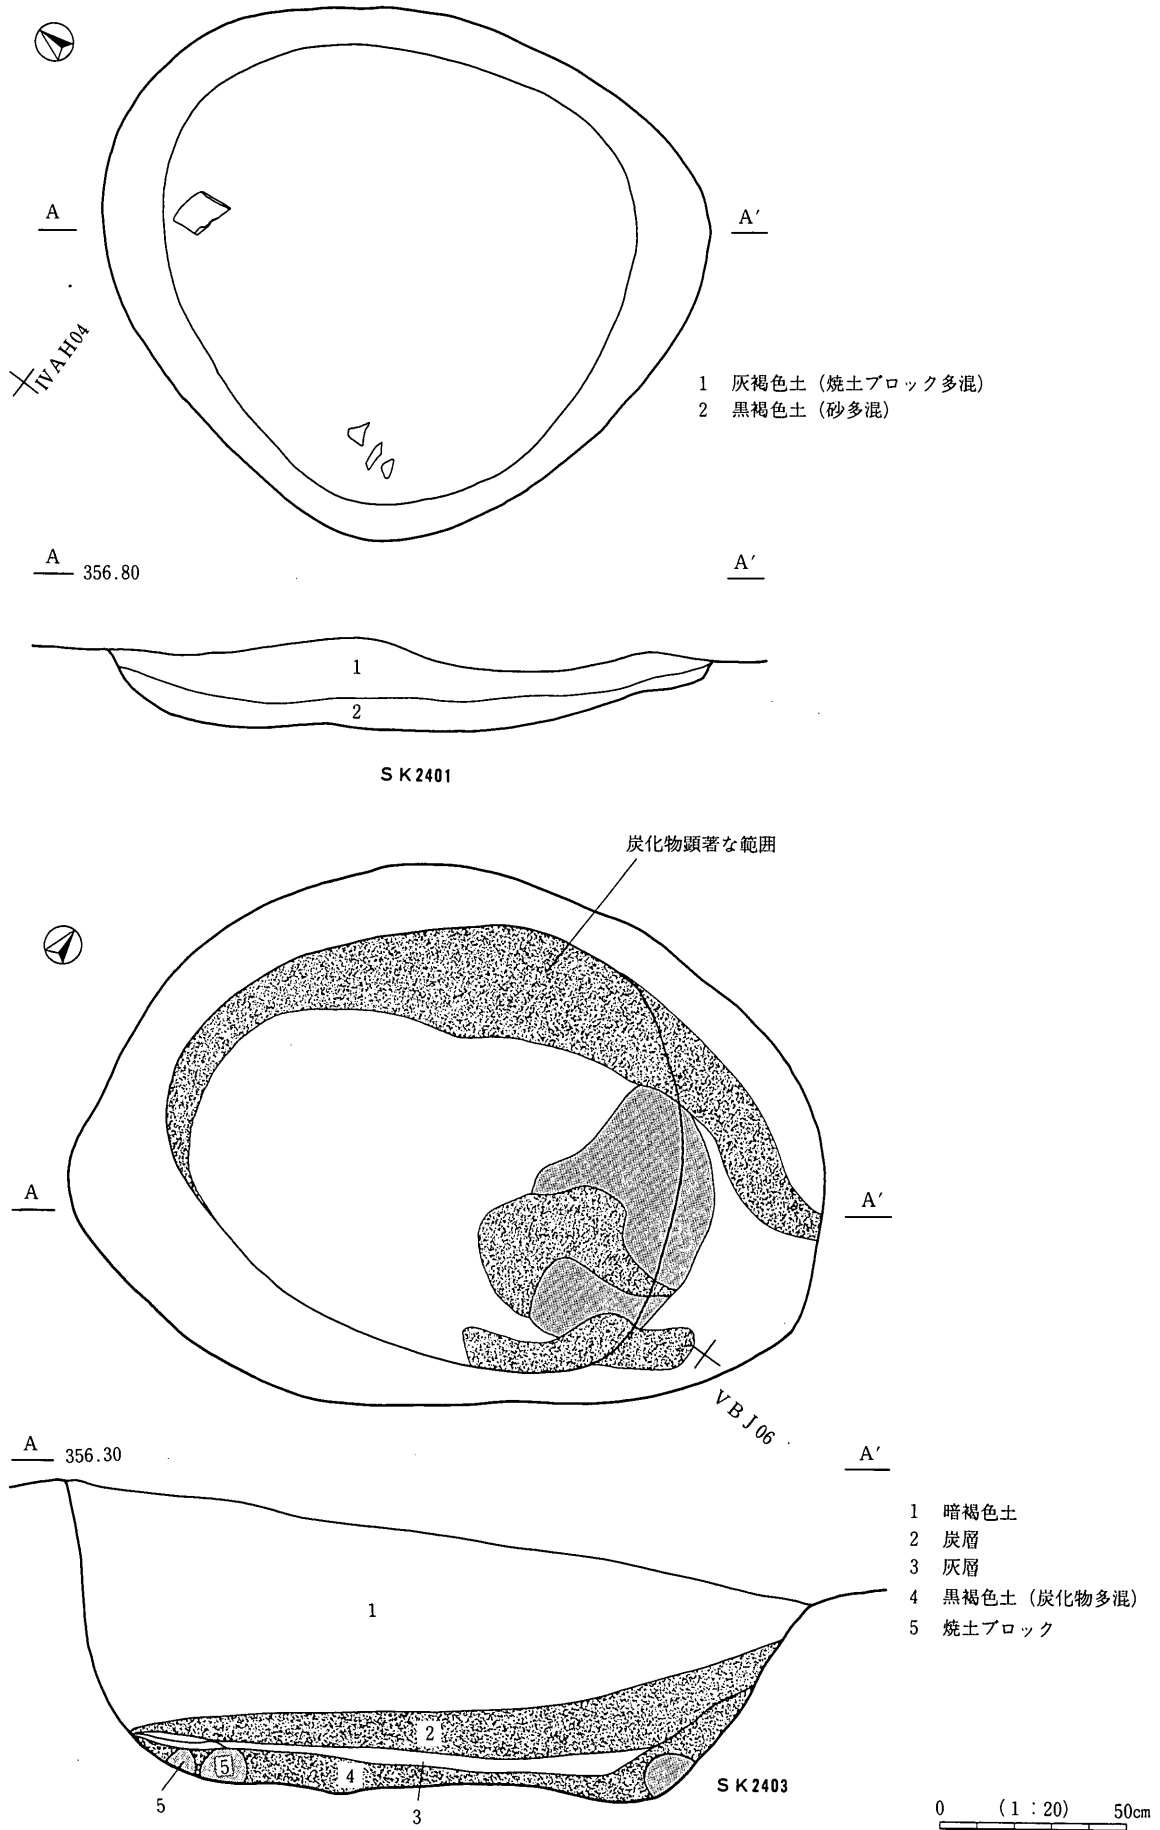 A
A′
IVAH04
1 灰褐色土（焼土ブロック多混）
2 黒褐色土（砂多混）
A 356.80
A′
1
2
SK2401
炭化物顕著な範囲
A
A′
VBJ06
A 356.30
A′
1 暗褐色土
2 炭層
3 灰層
4 黒褐色土（炭化物多混）
5 焼土ブロック
1
2
5
4
SK2403
5
3
0 (1：20) 50cm